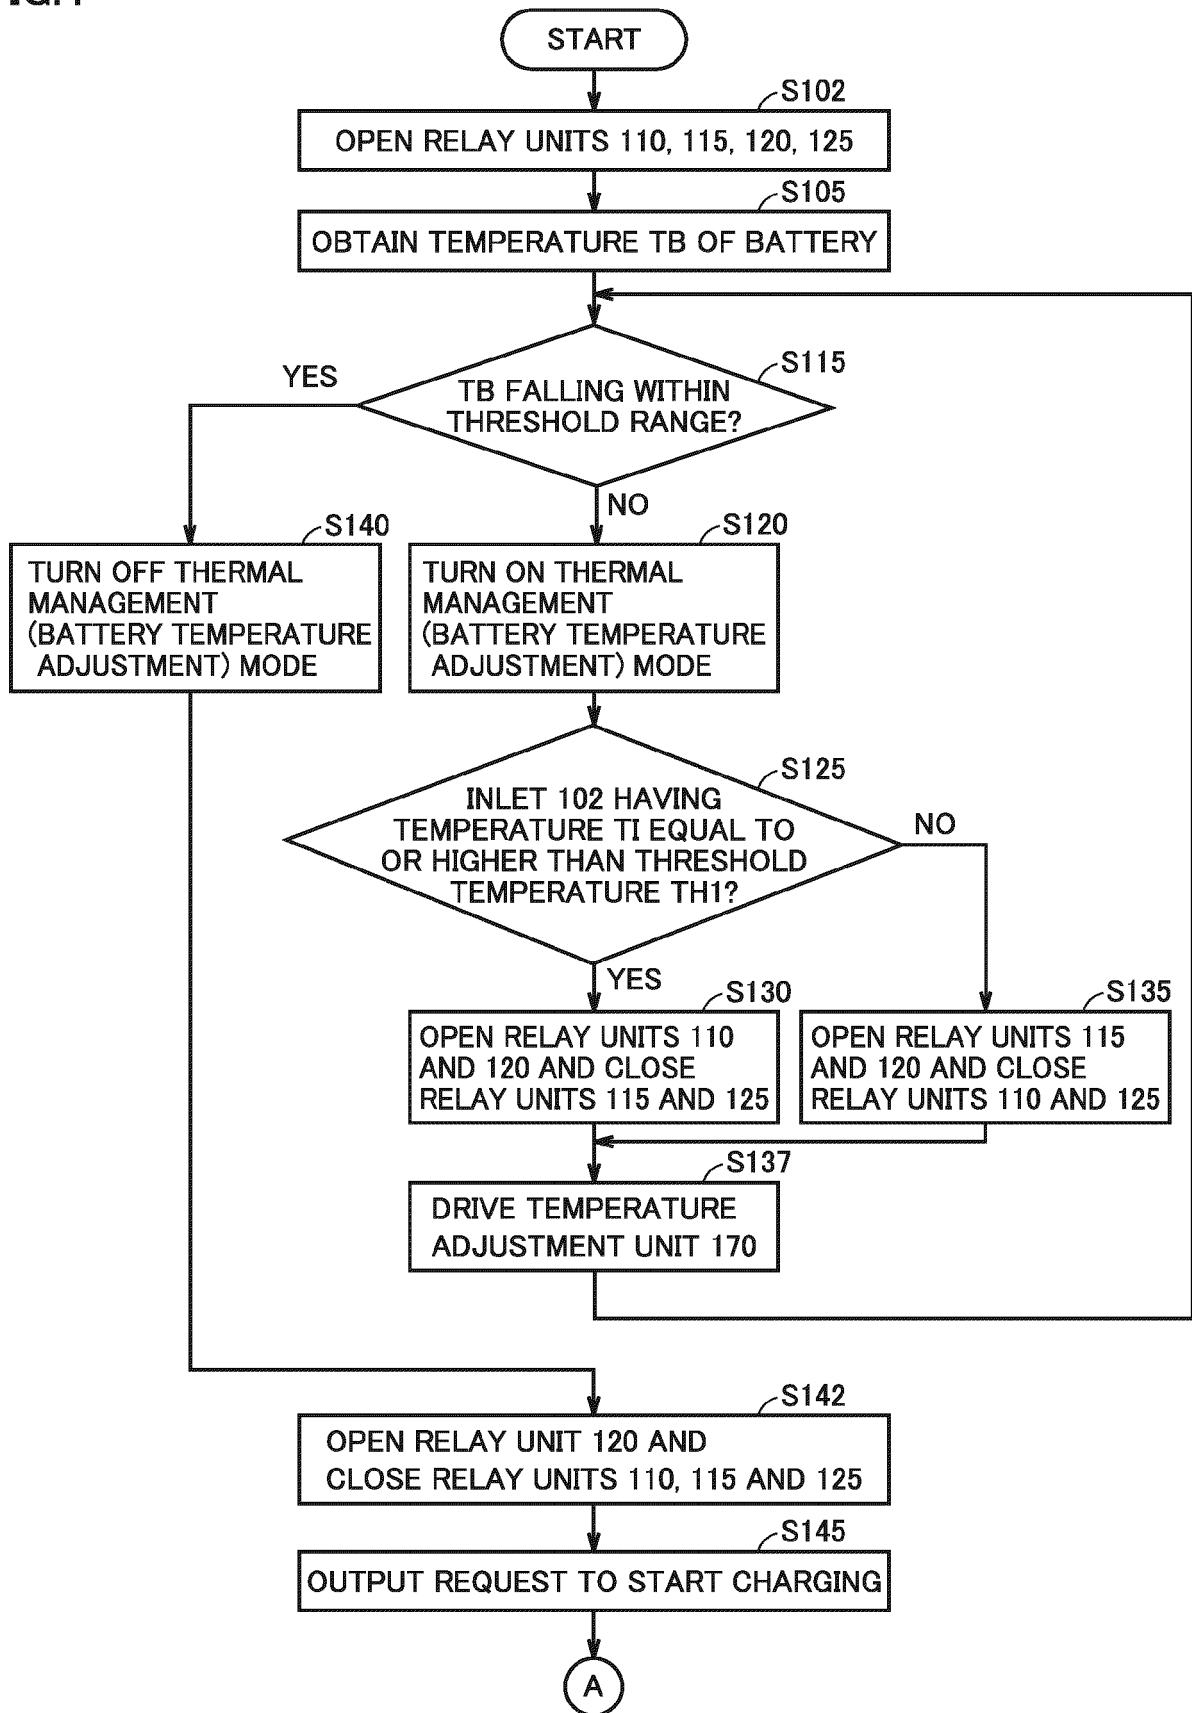 START
S102
OPEN RELAY UNITS 110, 115, 120, 125
S105
OBTAIN TEMPERATURE TB OF BATTERY
S115
YES
TB FALLING WITHIN
THRESHOLD RANGE?
NO
S140
TURN OFF THERMAL
MANAGEMENT
(BATTERY TEMPERATURE
ADJUSTMENT) MODE
S120
TURN ON THERMAL
MANAGEMENT
(BATTERY TEMPERATURE
ADJUSTMENT) MODE
S125
INLET 102 HAVING
TEMPERATURE TI EQUAL TO
OR HIGHER THAN THRESHOLD
TEMPERATURE TH1?
NO
YES
S130
OPEN RELAY UNITS 110
AND 120 AND CLOSE
RELAY UNITS 115 AND 125
S135
OPEN RELAY UNITS 115
AND 120 AND CLOSE
RELAY UNITS 110 AND 125
S137
DRIVE TEMPERATURE
ADJUSTMENT UNIT 170
S142
OPEN RELAY UNIT 120 AND
CLOSE RELAY UNITS 110, 115 AND 125
S145
OUTPUT REQUEST TO START CHARGING
A